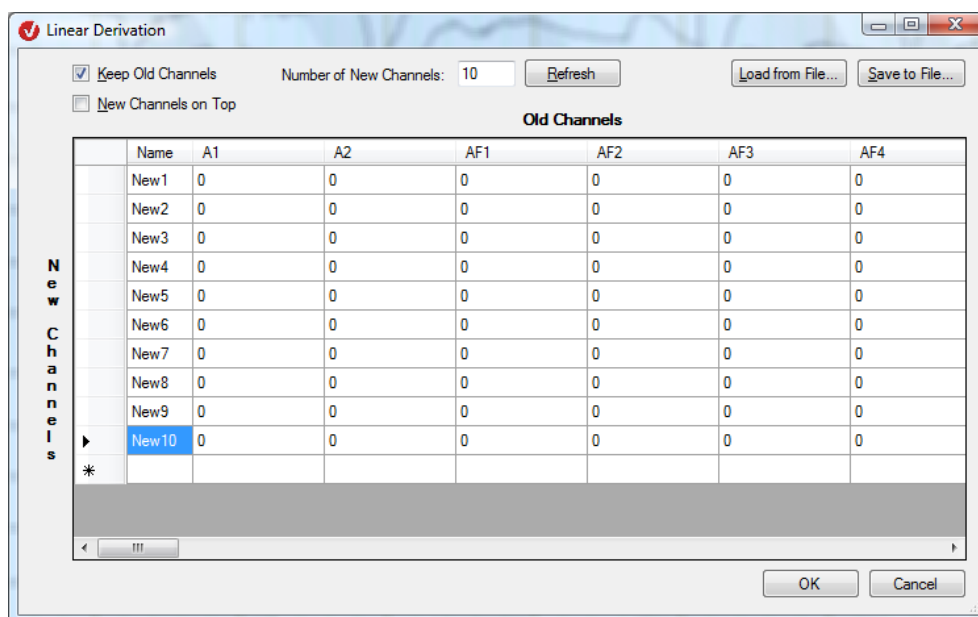 Linear Derivation
Keep Old Channels Number of New Channels: 10 Refresh Load from File... Save to File...
New Channels on Top
Old Channels
New Channels
Name A1 A2 AF1 AF2 AF3 AF4
New1 0 0 0 0 0 0
New2 0 0 0 0 0 0
New3 0 0 0 0 0 0
New4 0 0 0 0 0 0
New5 0 0 0 0 0 0
New6 0 0 0 0 0 0
New7 0 0 0 0 0 0
New8 0 0 0 0 0 0
New9 0 0 0 0 0 0
New10 0 0 0 0 0 0
OK Cancel